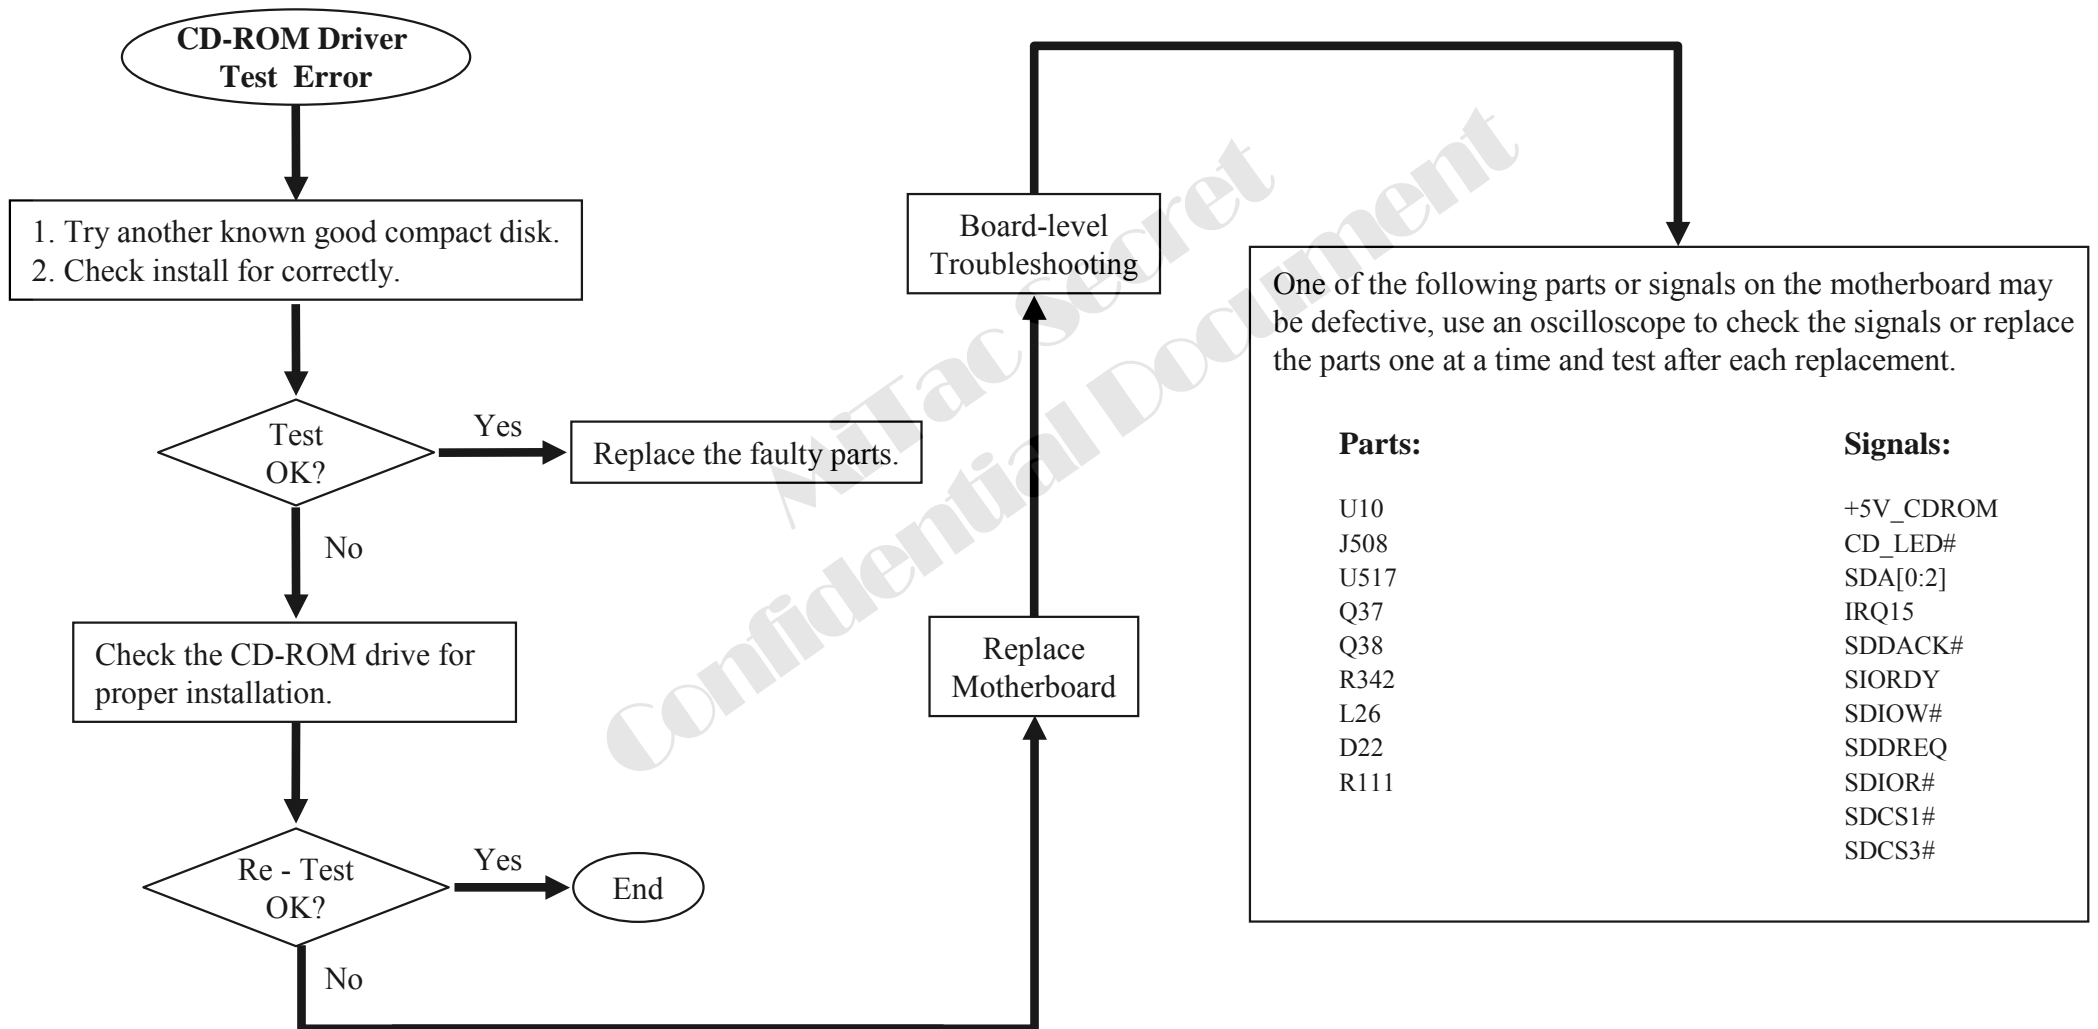 CD-ROM Driver
Test Error
1. Try another known good compact disk.
2. Check install for correctly.
Test
OK?
Yes
Replace the faulty parts.
No
Check the CD-ROM drive for
proper installation.
Re - Test
OK?
Yes
End
No
Replace
Motherboard
Board-level
Troubleshooting
One of the following parts or signals on the motherboard may
be defective, use an oscilloscope to check the signals or replace
the parts one at a time and test after each replacement.
Parts:
U10
J508
U517
Q37
Q38
R342
L26
D22
R111
Signals:
+5V_CDROM
CD_LED#
SDA[0:2]
IRQ15
SDDACK#
SIORDY
SDIOW#
SDDREQ
SDIOR#
SDCS1#
SDCS3#
MiTac Secret
Confidential Document